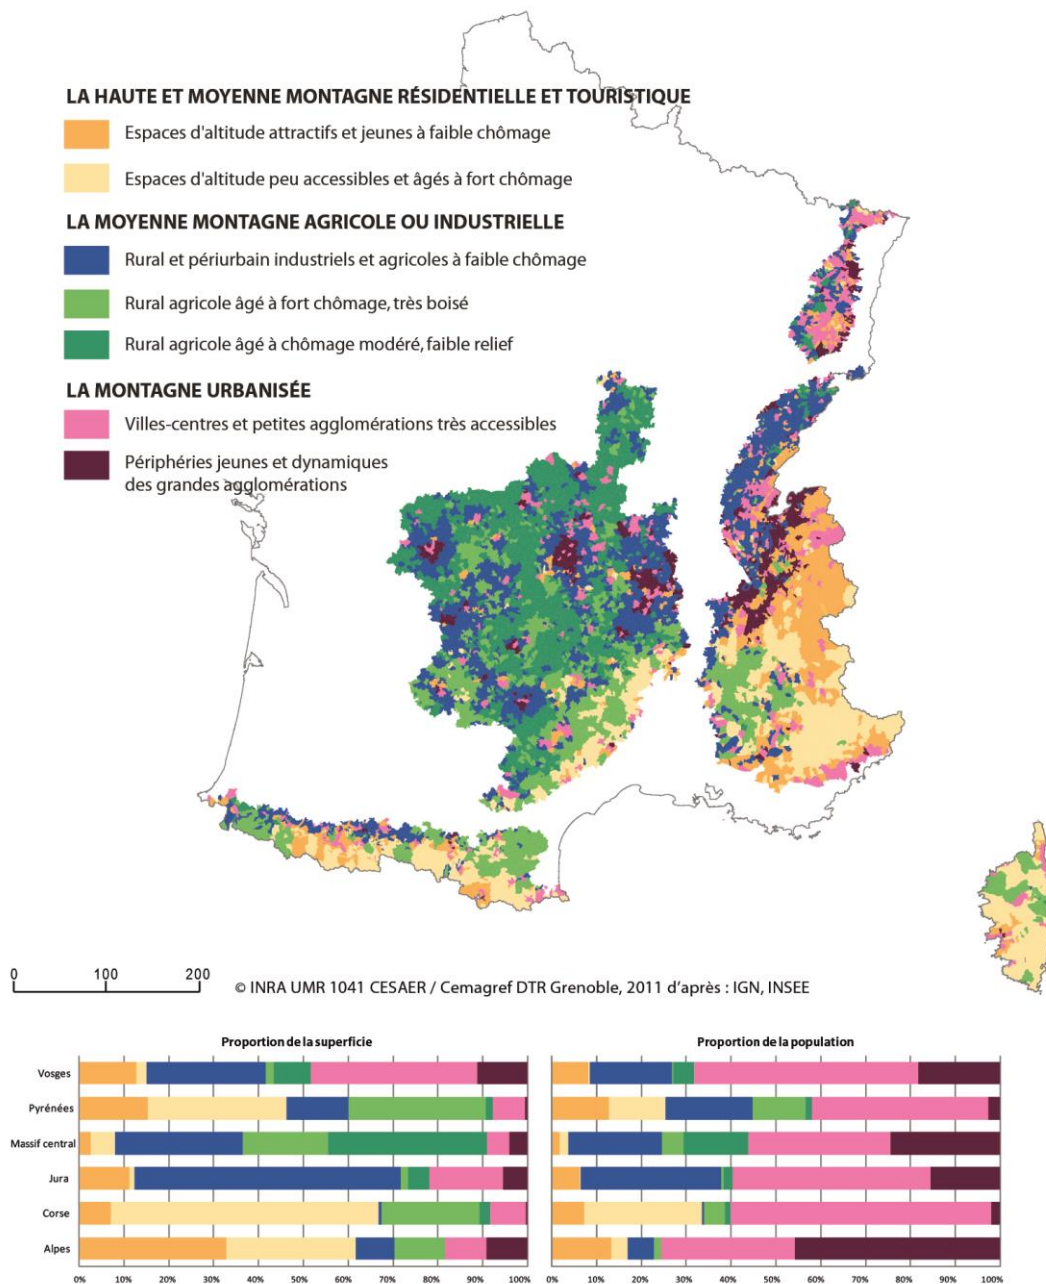 LA HAUTE ET MOYENNE MONTAGNE RÉSIDENTIELLE ET TOURISTIQUE
Espaces d'altitude attractifs et jeunes à faible chômage
Espaces d'altitude peu accessibles et âgés à fort chômage
LA MOYENNE MONTAGNE AGRICOLE OU INDUSTRIELLE
Rural et périurbain industriels et agricoles à faible chômage
Rural agricole âgé à fort chômage, très boisé
Rural agricole âgé à chômage modéré, faible relief
LA MONTAGNE URBANISÉE
Villes-centres et petites agglomérations très accessibles
Périphéries jeunes et dynamiques
des grandes agglomérations
0 100 200
© INRA UMR 1041 CESAER / Cemagref DTR Grenoble, 2011 d'après : IGN, INSEE
Proportion de la superficie
Proportion de la population
Vosges
Pyrénées
Massif central
Jura
Corse
Alpes
0% 10% 20% 30% 40% 50% 60% 70% 80% 90% 100%
0% 10% 20% 30% 40% 50% 60% 70% 80% 90% 100%